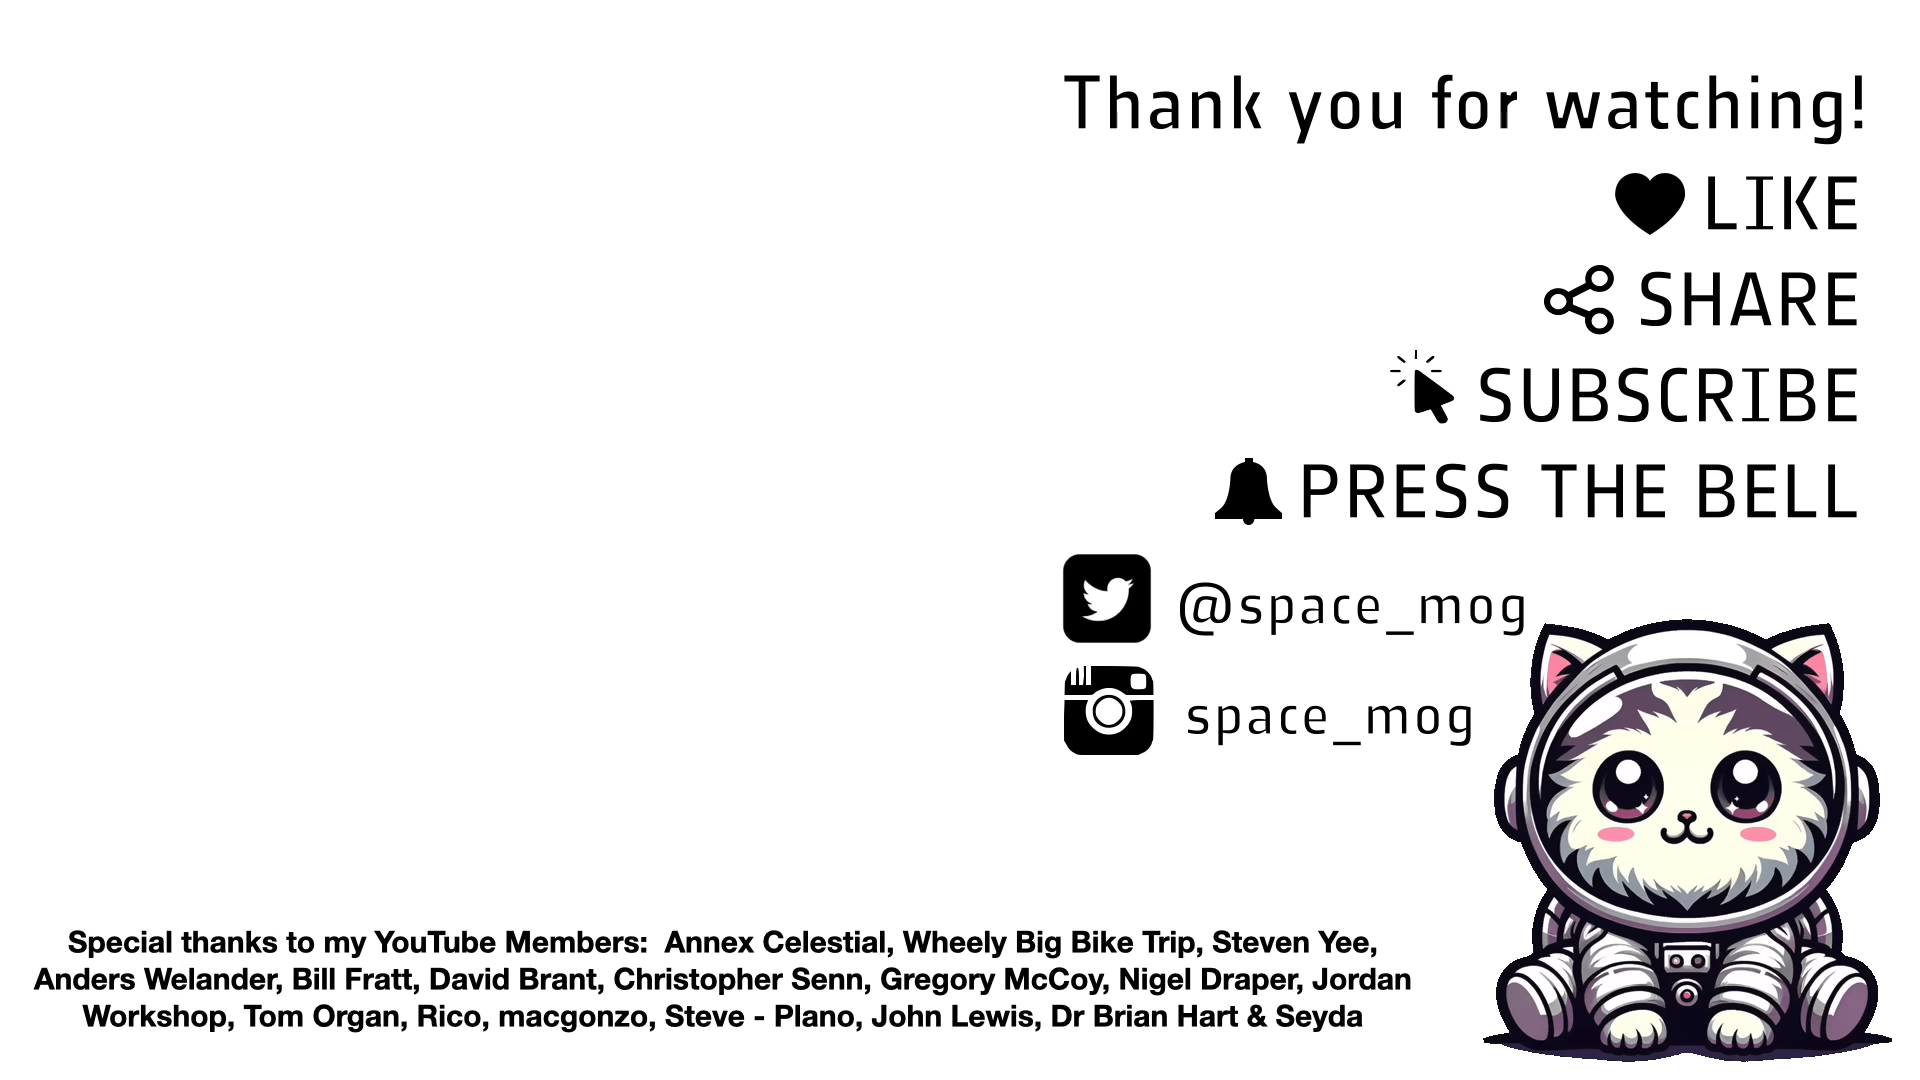 Thank you for watching!
LIKE
SHARE
SUBSCRIBE
PRESS THE BELL
@space_mog
space_mog
Special thanks to my YouTube Members:  Annex Celestial, Wheely Big Bike Trip, Steven Yee,
Anders Welander, Bill Fratt, David Brant, Christopher Senn, Gregory McCoy, Nigel Draper, Jordan
Workshop, Tom Organ, Rico, macgonzo, Steve - Plano, John Lewis, Dr Brian Hart & Seyda